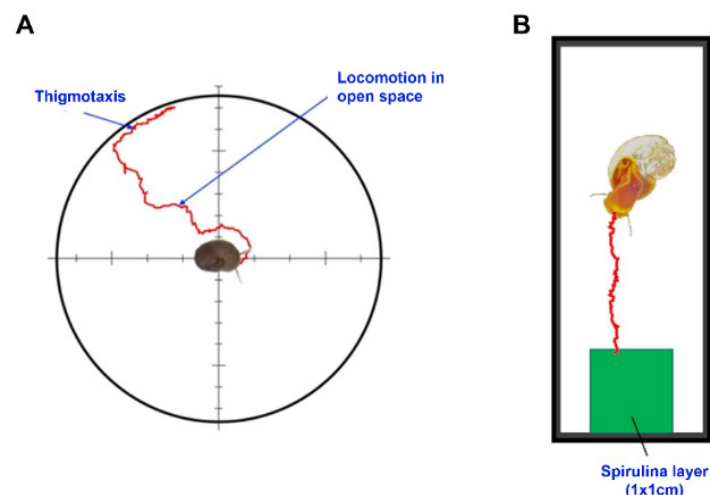 A
B
Thigmotaxis
Locomotion in
open space
Spirulina layer
(1x1cm)